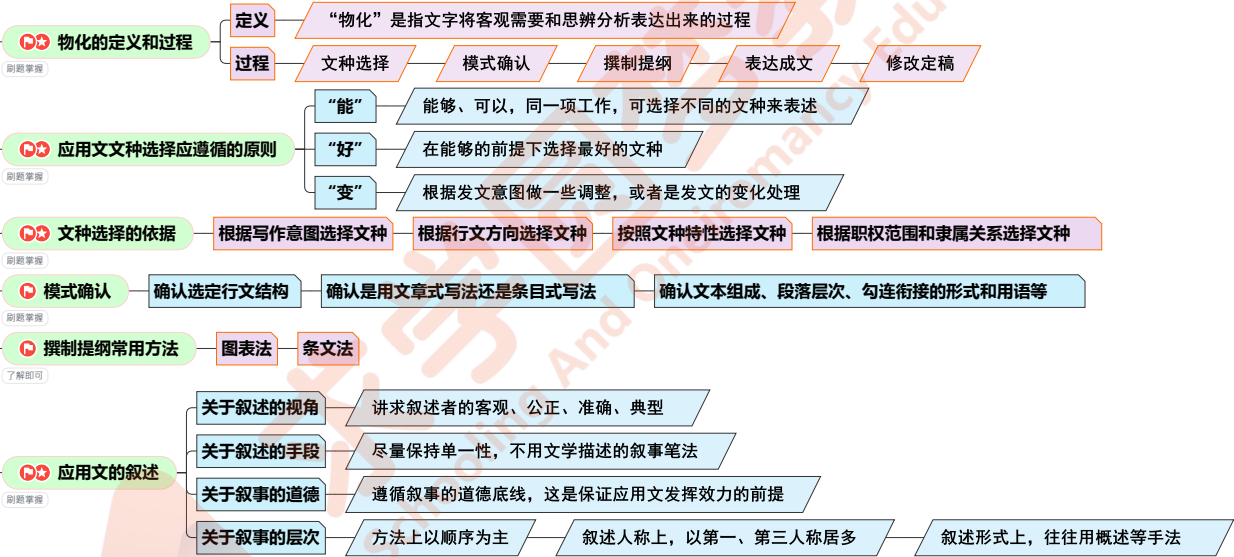 定义
“物化”是指文字将客观需要和思辨分析表达出来的过程
物化的定义和过程
刷题掌握
过程
文种选择
模式确认
撰制提纲
表达成文
修改定稿
“能”
能够、可以，同一项工作，可选择不同的文种来表述
应用文文种选择应遵循的原则
刷题掌握
“好”
在能够的前提下选择最好的文种
“变”
根据发文意图做一些调整，或者是发文的变化处理
文种选择的依据
刷题掌握
根据写作意图选择文种
根据行文方向选择文种
按照文种特性选择文种
根据职权范围和隶属关系选择文种
模式确认
刷题掌握
确认选定行文结构
确认是用文章式写法还是条目式写法
确认文本组成、段落层次、勾连衔接的形式和用语等
撰制提纲常用方法
了解即可
图表法
条文法
关于叙述的视角
讲求叙述者的客观、公正、准确、典型
关于叙述的手段
尽量保持单一性，不用文学描述的叙事笔法
应用文的叙述
刷题掌握
关于叙事的道德
遵循叙事的道德底线，这是保证应用文发挥效力的前提
关于叙事的层次
方法上以顺序为主
叙述人称上，以第一、第三人称居多
叙述形式上，往往用概述等手法
求学圆梦
Schooling And Oneiromancy Edu